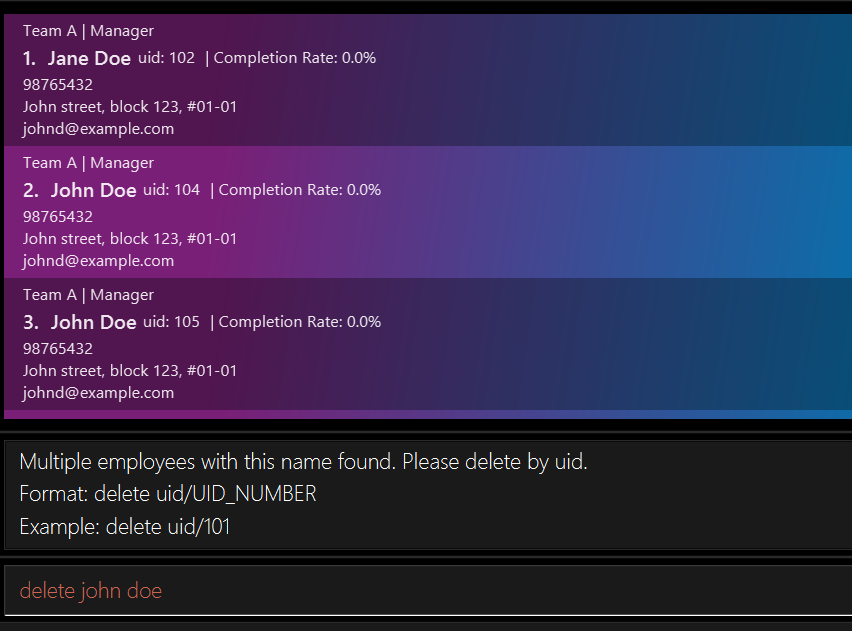 Team A | Manager
1. Jane Doe uid: 102 | Completion Rate: 0.0%
98765432
John street, block 123, #01-01
johnd@example.com
Team A | Manager
2. John Doe uid: 104 | Completion Rate: 0.0%
98765432
John street, block 123, #01-01
johnd@example.com
Team A | Manager
3. John Doe uid: 105 | Completion Rate: 0.0%
98765432
John street, block 123, #01-01
johnd@example.com
Multiple employees with this name found. Please delete by uid.
Format: delete uid/UID_NUMBER
Example: delete uid/101
delete john doe